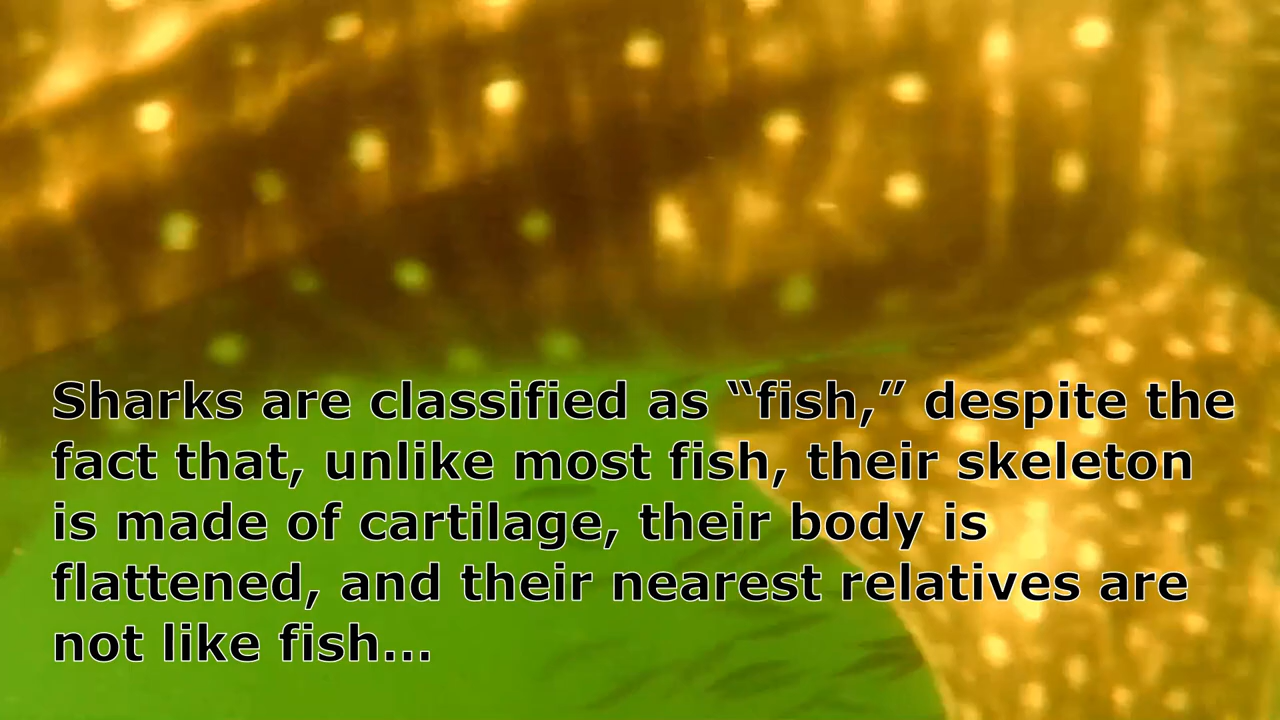 Sharks are classified as “fish,” despite the
fact that, unlike most fish, their skeleton
is made of cartilage, their body is
flattened, and their nearest relatives are
not like fish...